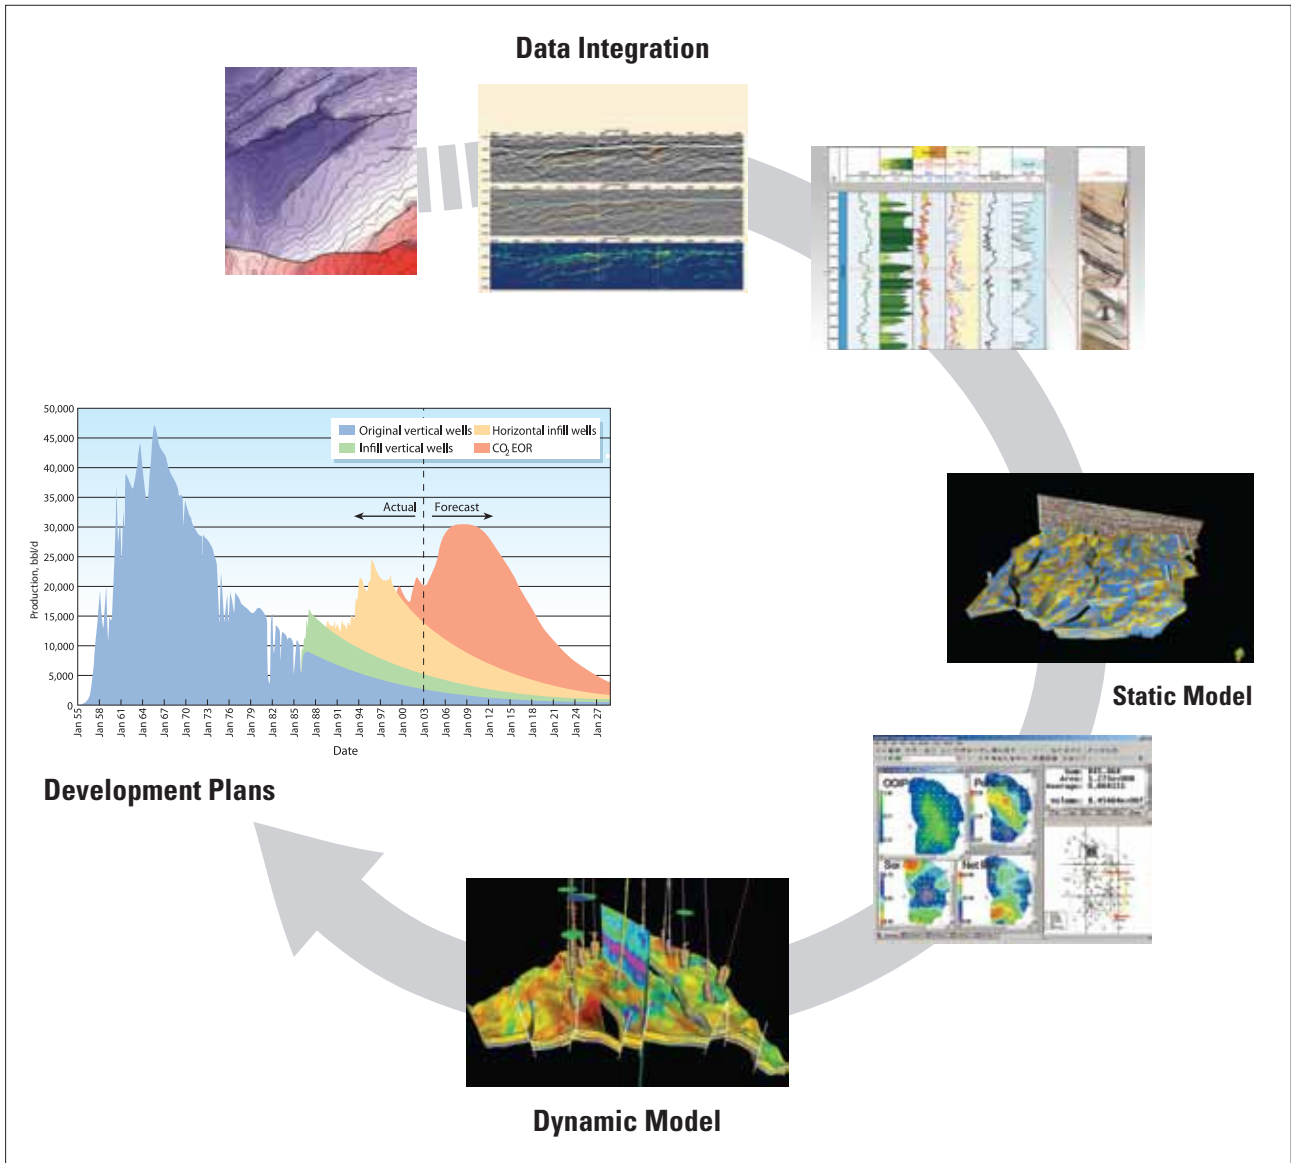 Data Integration
50,000
45,000
40,000
35,000
30,000
25,000
20,000
15,000
10,000
5,000
0
Production, bbl/d
Original vertical wells
Horizontal infill wells
Infill vertical wells
CO2 EOR
Actual
Forecast
Jan 55
Jan 58
Jan 61
Jan 64
Jan 67
Jan 70
Jan 73
Jan 76
Jan 79
Jan 82
Jan 85
Jan 88
Jan 91
Jan 94
Jan 97
Jan 00
Jan 03
Jan 06
Jan 09
Jan 12
Jan 15
Jan 18
Jan 21
Jan 24
Jan 27
Date
Static Model
OOIP
Development Plans
Dynamic Model